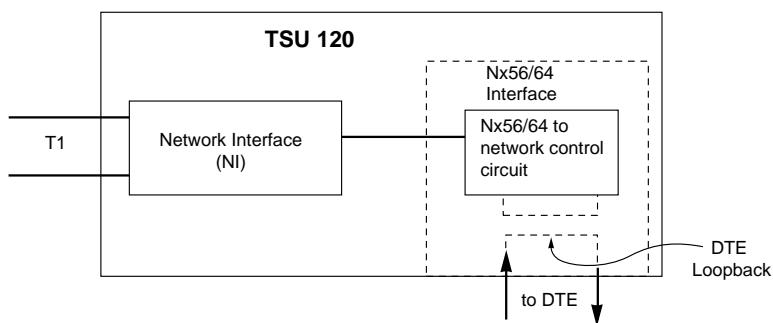 TSU 120
Nx56/64
Interface
T1
Network Interface
(NI)
Nx56/64 to
network control
circuit
DTE
Loopback
to DTE